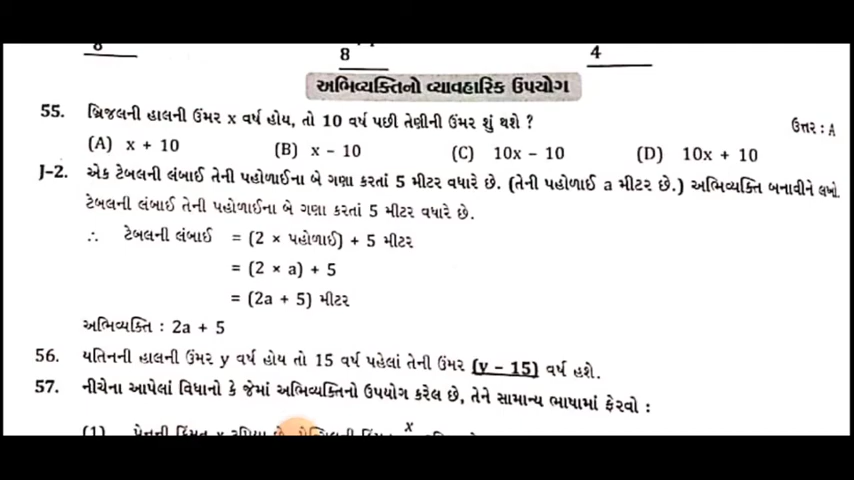 8
8
4
અભિવ્યક્તિનો વ્યાવહારિક ઉપયોગ
55. બ્રિજલની હાલની ઉંમર x વર્ષ હોય, તો 10 વર્ષ પછી તેણીની ઉંમર શું થશે ?
ઉત્તર : A
(A) x + 10 (B) x – 10 (C) 10x – 10 (D) 10x + 10
J–2. એક ટેબલની લંબાઈ તેની પહોળાઈના બે ગણા કરતાં 5 મીટર વધારે છે. (તેની પહોળાઈ a મીટર છે.) અભિવ્યક્તિ બનાવીને લખો.
ટેબલની લંબાઈ તેની પહોળાઈના બે ગણા કરતાં 5 મીટર વધારે છે.
∴ ટેબલની લંબાઈ = (2 × પહોળાઈ) + 5 મીટર
= (2 × a) + 5
= (2a + 5) મીટર
અભિવ્યક્તિ : 2a + 5
56. યતિનની હાલની ઉંમર y વર્ષ હોય તો 15 વર્ષ પહેલાં તેની ઉંમર (y – 15) વર્ષ હશે.
57. નીચેના આપેલાં વિધાનો કે જેમાં અભિવ્યક્તિનો ઉપયોગ કરેલ છે, તેને સામાન્ય ભાષામાં ફેરવો :
(1) પેનની કિંમત x રૂપિયા છે. x